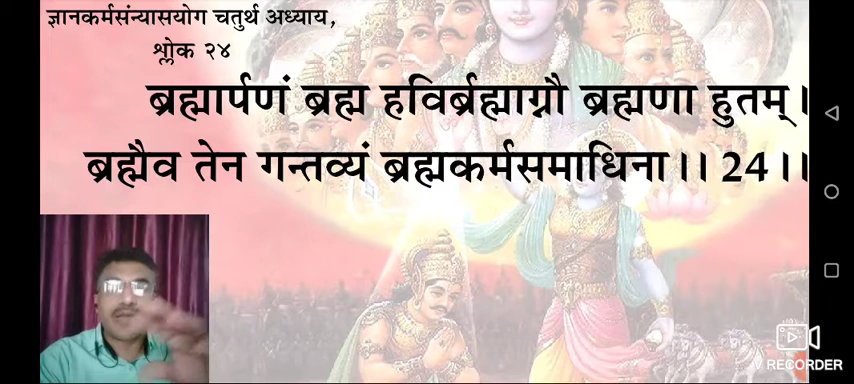 ज्ञानकर्मसंन्यासयोग चतुर्थ अध्याय,
श्लोक २४
ब्रह्मार्पणं ब्रह्म हविर्ब्रह्माग्नौ ब्रह्मणा हुतम्।
ब्रह्मैव तेन गन्तव्यं ब्रह्मकर्मसमाधिना।। 24।।
RECORDER